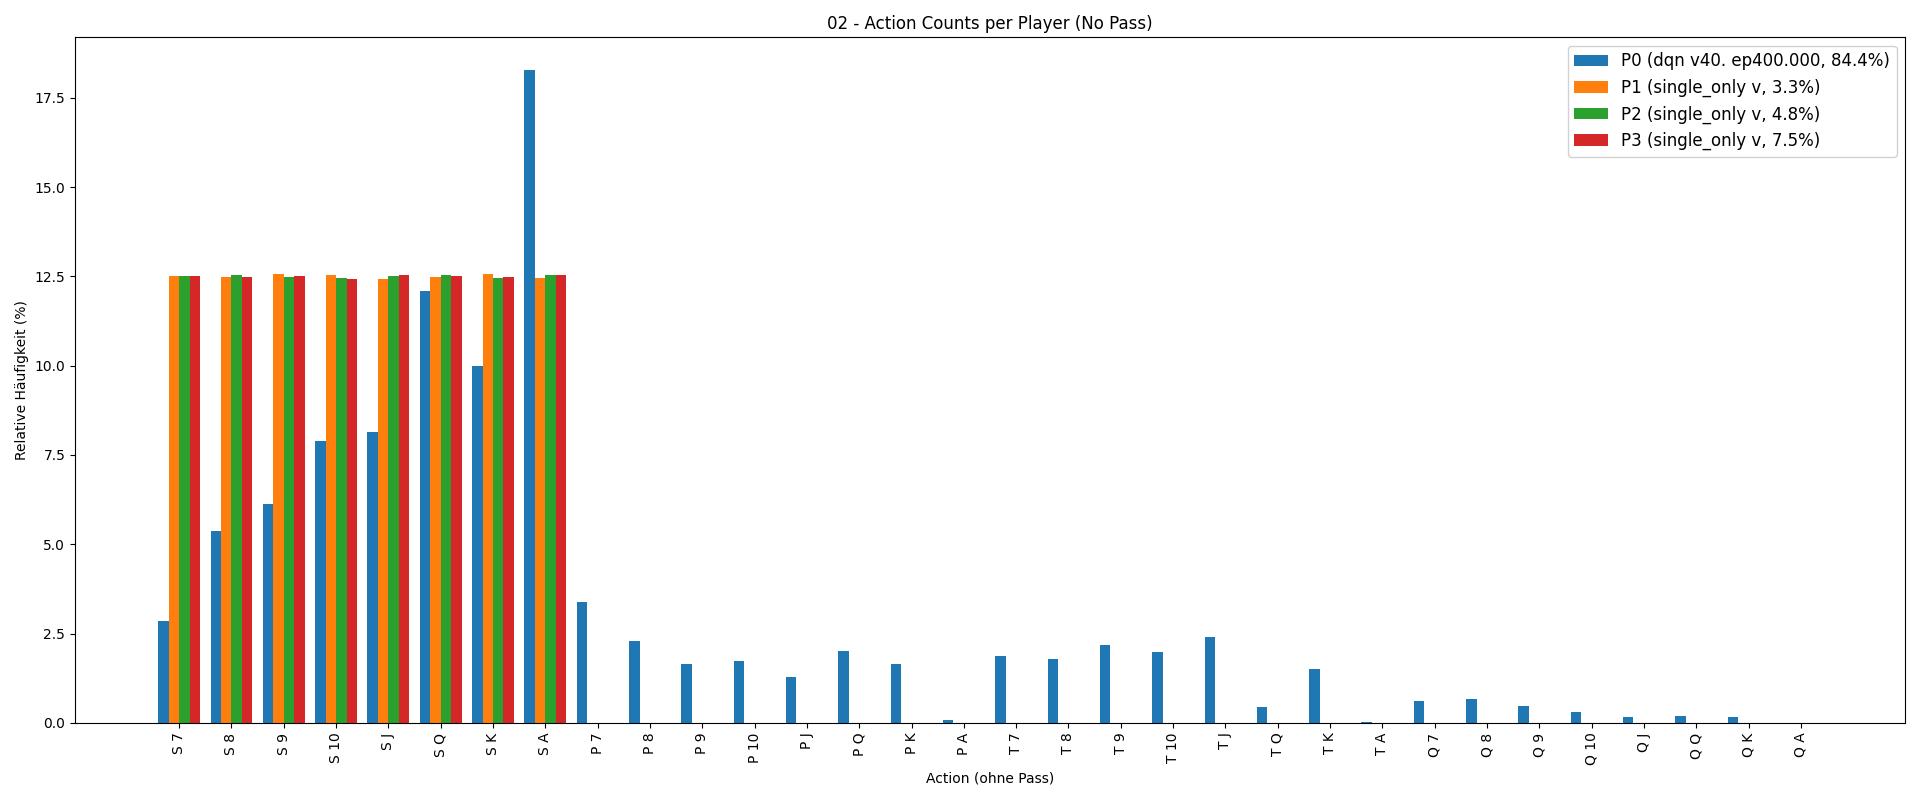 02 - Action Counts per Player (No Pass)
P0 (dqn v40. ep400.000, 84.4%)
P1 (single_only v, 3.3%)
P2 (single_only v, 4.8%)
P3 (single_only v, 7.5%)
Relative Häufigkeit (%)
17.5
15.0
12.5
10.0
7.5
5.0
2.5
0.0
S 7
S 8
S 9
S 10
S J
S Q
S K
S A
P 7
P 8
P 9
P 10
P J
P Q
P K
P A
T 7
T 8
T 9
T 10
T J
T Q
T K
T A
Q 7
Q 8
Q 9
Q 10
Q J
Q Q
Q K
Q A
Action (ohne Pass)